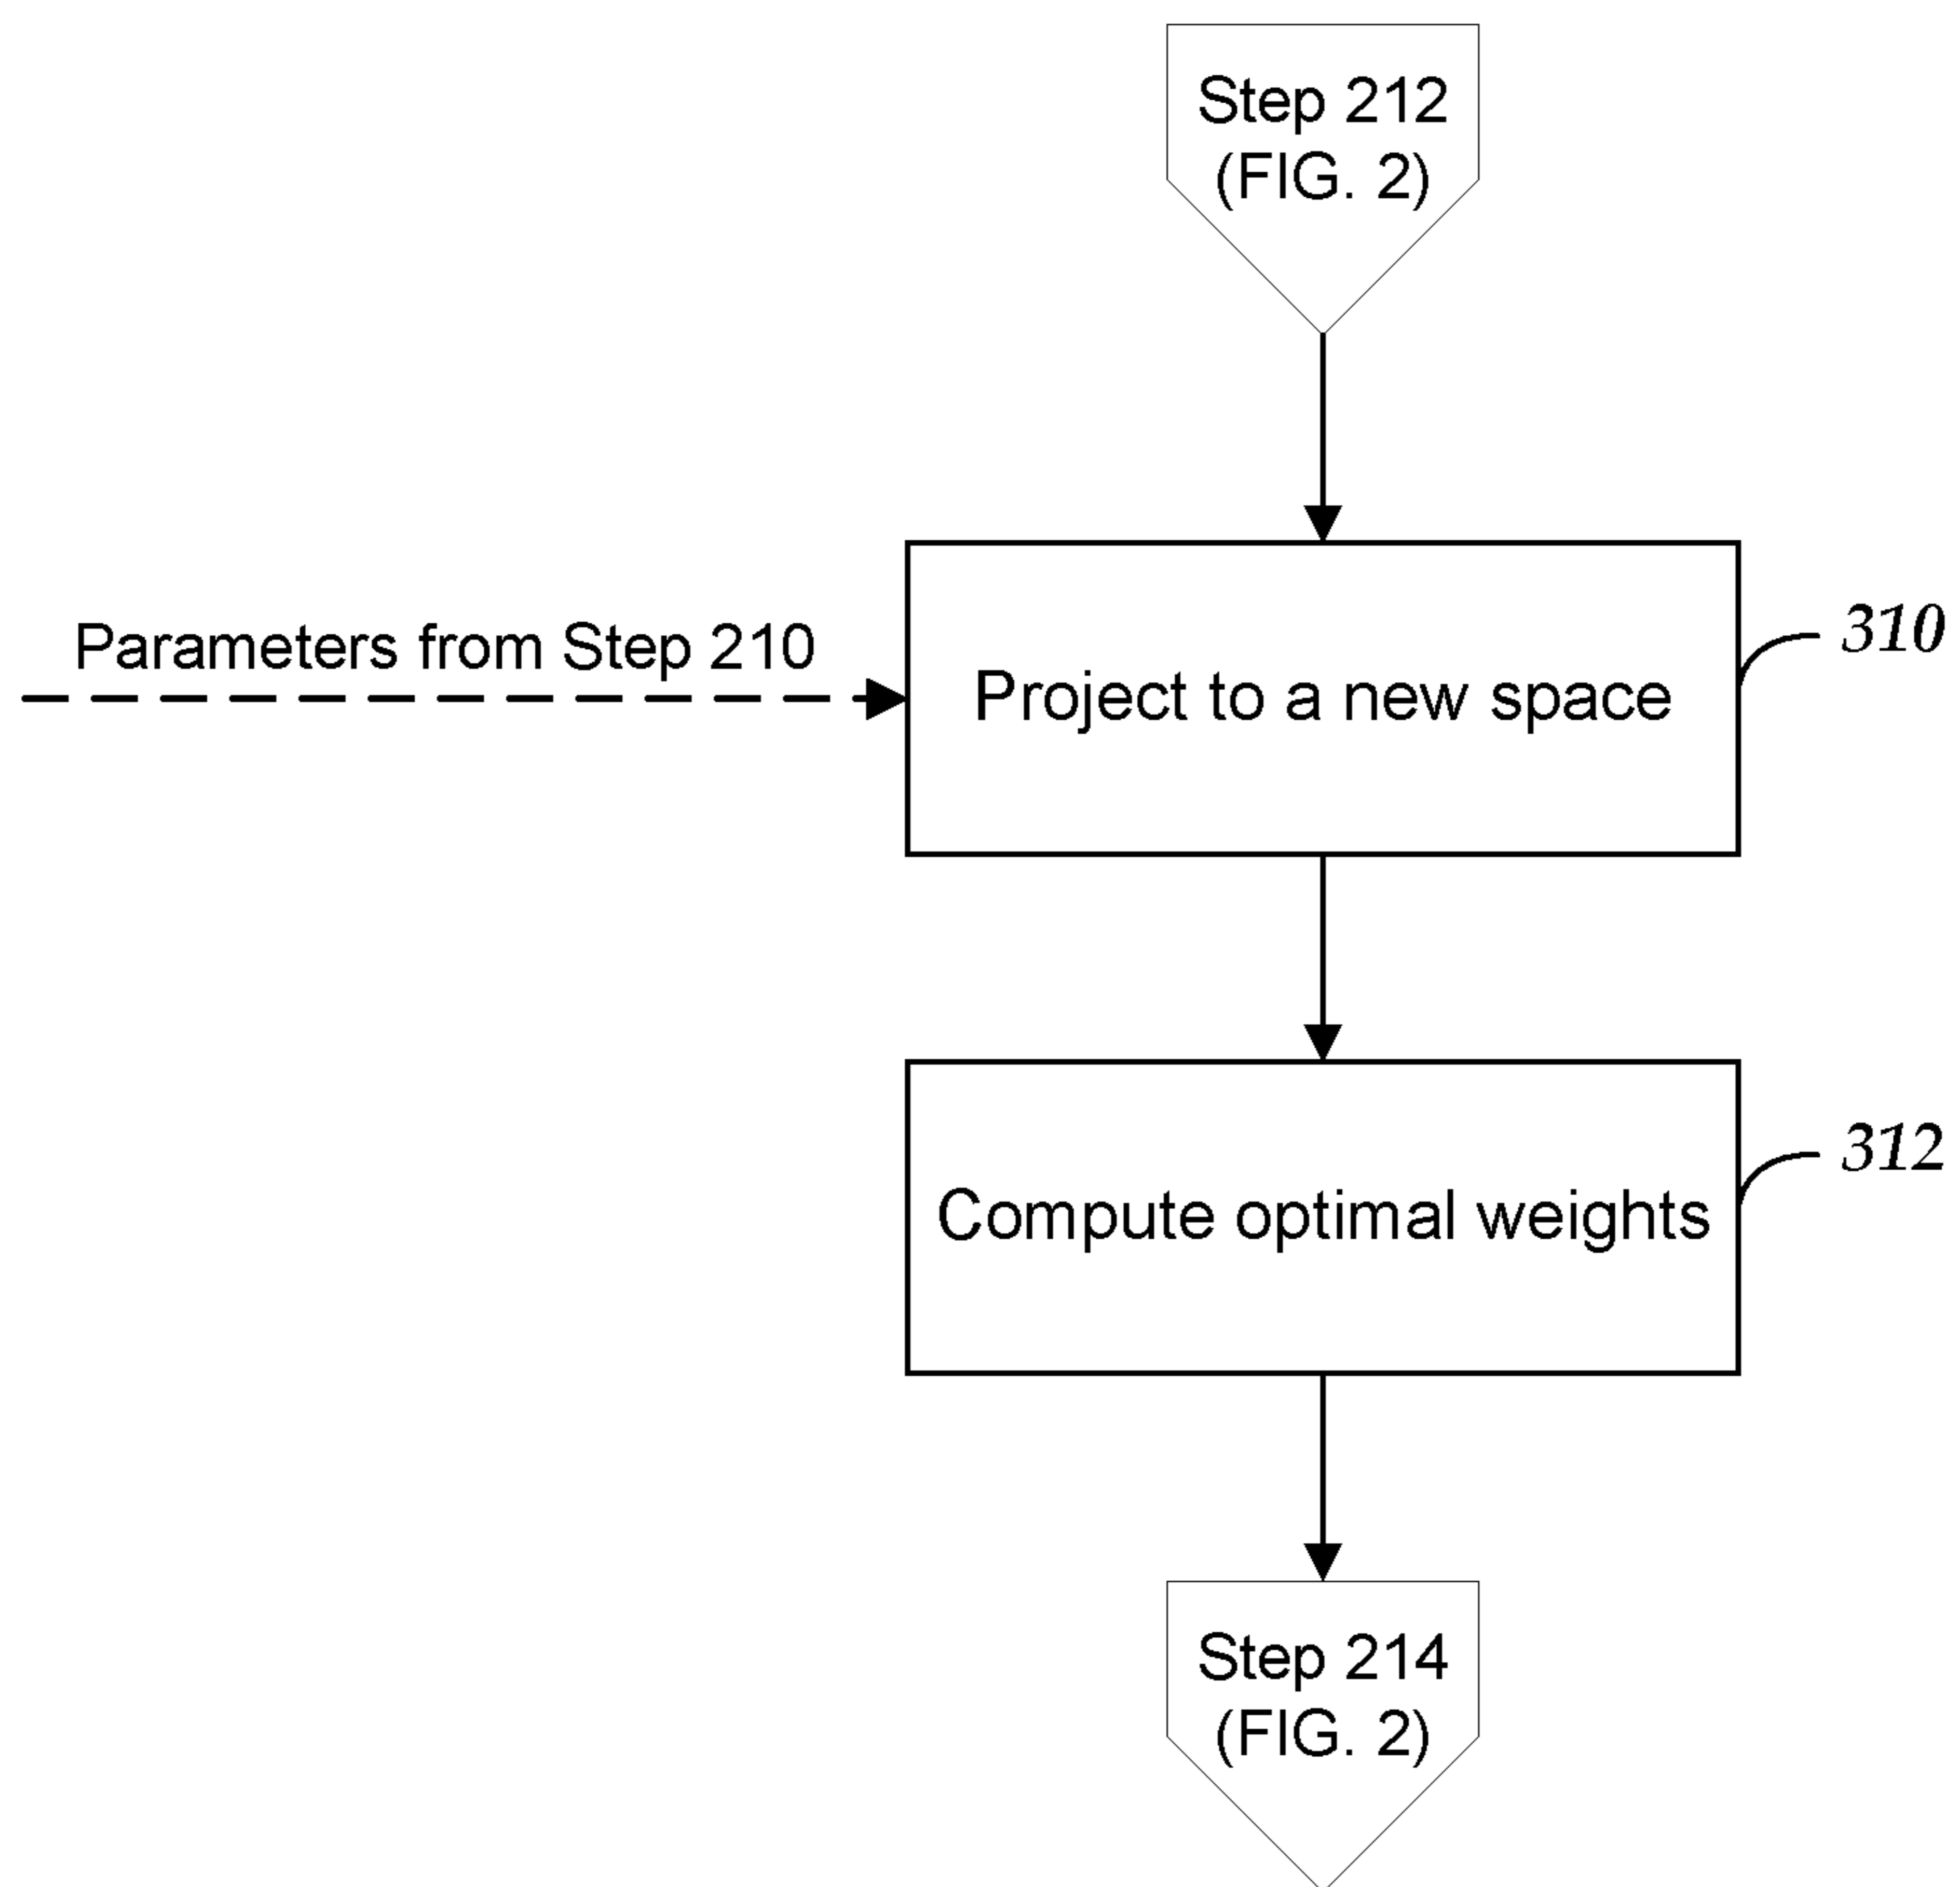 Step 212
(FIG. 2)
Parameters from Step 210
Project to a new space
310
Compute optimal weights
312
Step 214
(FIG. 2)